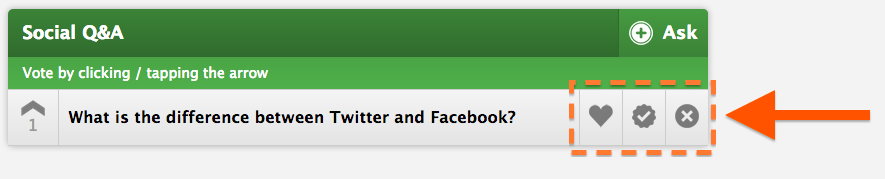 Social Q&A
Ask
Vote by clicking / tapping the arrow
1
What is the difference between Twitter and Facebook?